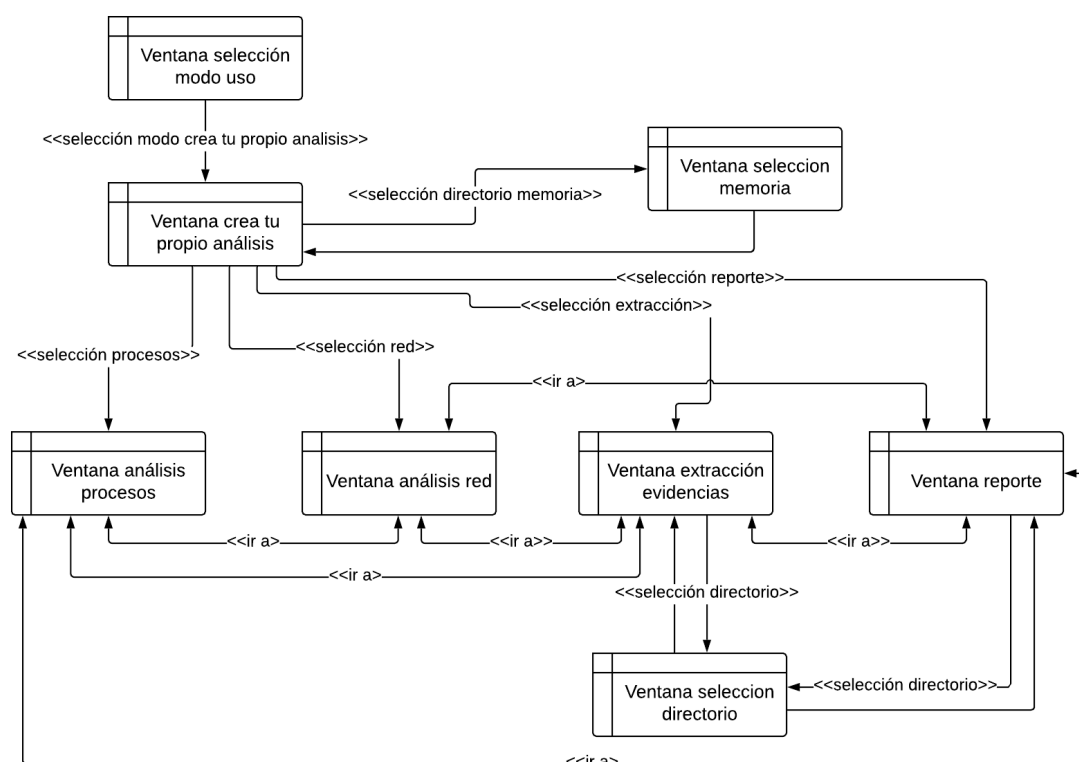 Ventana selección
modo uso
<<selección modo crea tu propio analisis>>
Ventana seleccion
memoria
<<selección directorio memoria>>
Ventana crea tu
propio análisis
<<selección reporte>>
<<selección extracción>>
<<selección red>>
<<selección procesos>>
<<ir a>
Ventana análisis
procesos
Ventana análisis red
Ventana extracción
evidencias
Ventana reporte
<<ir a>
<<ir a>>
<<ir a>>
<<ir a>
<<selección directorio>>
<<selección directorio>>
Ventana seleccion
directorio
<<ir a>